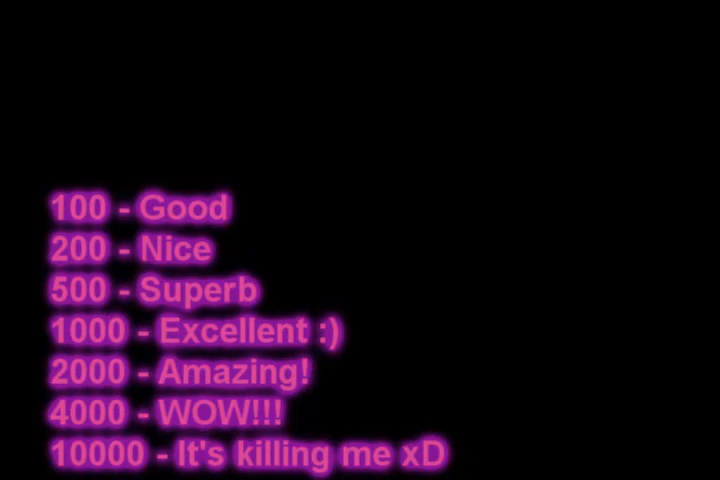 100 - Good
200 - Nice
500 - Superb
1000 - Excellent :)
2000 - Amazing!
4000 - WOW!!!
10000 - It's killing me xD